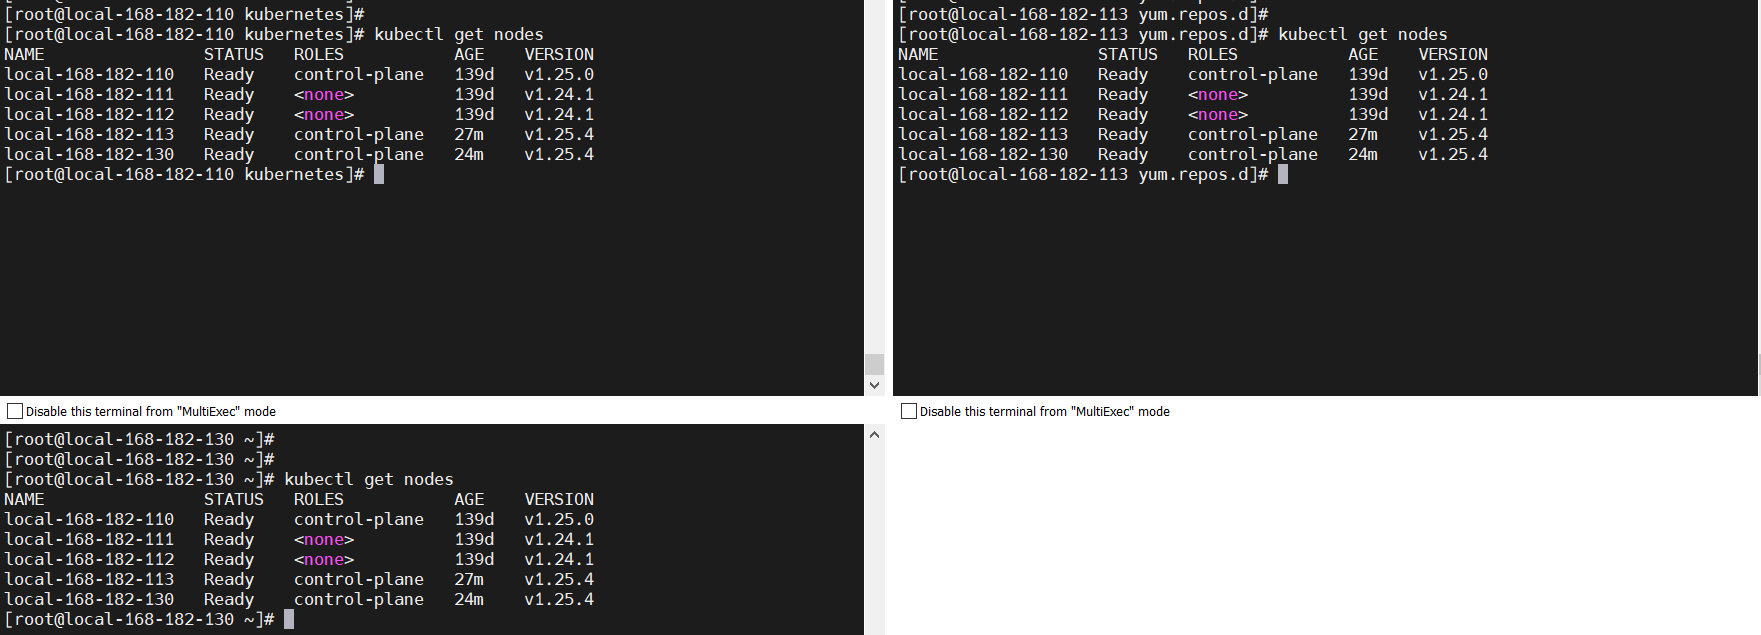 [root@local-168-182-110 kubernetes]#
[root@local-168-182-110 kubernetes]# kubectl get nodes
NAME                STATUS   ROLES           AGE    VERSION
local-168-182-110   Ready    control-plane   139d   v1.25.0
local-168-182-111   Ready    <none>          139d   v1.24.1
local-168-182-112   Ready    <none>          139d   v1.24.1
local-168-182-113   Ready    control-plane   27m    v1.25.4
local-168-182-130   Ready    control-plane   24m    v1.25.4
[root@local-168-182-110 kubernetes]#
Disable this terminal from "MultiExec" mode
[root@local-168-182-113 yum.repos.d]#
[root@local-168-182-113 yum.repos.d]# kubectl get nodes
NAME                STATUS   ROLES           AGE    VERSION
local-168-182-110   Ready    control-plane   139d   v1.25.0
local-168-182-111   Ready    <none>          139d   v1.24.1
local-168-182-112   Ready    <none>          139d   v1.24.1
local-168-182-113   Ready    control-plane   27m    v1.25.4
local-168-182-130   Ready    control-plane   24m    v1.25.4
[root@local-168-182-113 yum.repos.d]#
Disable this terminal from "MultiExec" mode
[root@local-168-182-130 ~]#
[root@local-168-182-130 ~]#
[root@local-168-182-130 ~]# kubectl get nodes
NAME                STATUS   ROLES           AGE    VERSION
local-168-182-110   Ready    control-plane   139d   v1.25.0
local-168-182-111   Ready    <none>          139d   v1.24.1
local-168-182-112   Ready    <none>          139d   v1.24.1
local-168-182-113   Ready    control-plane   27m    v1.25.4
local-168-182-130   Ready    control-plane   24m    v1.25.4
[root@local-168-182-130 ~]#